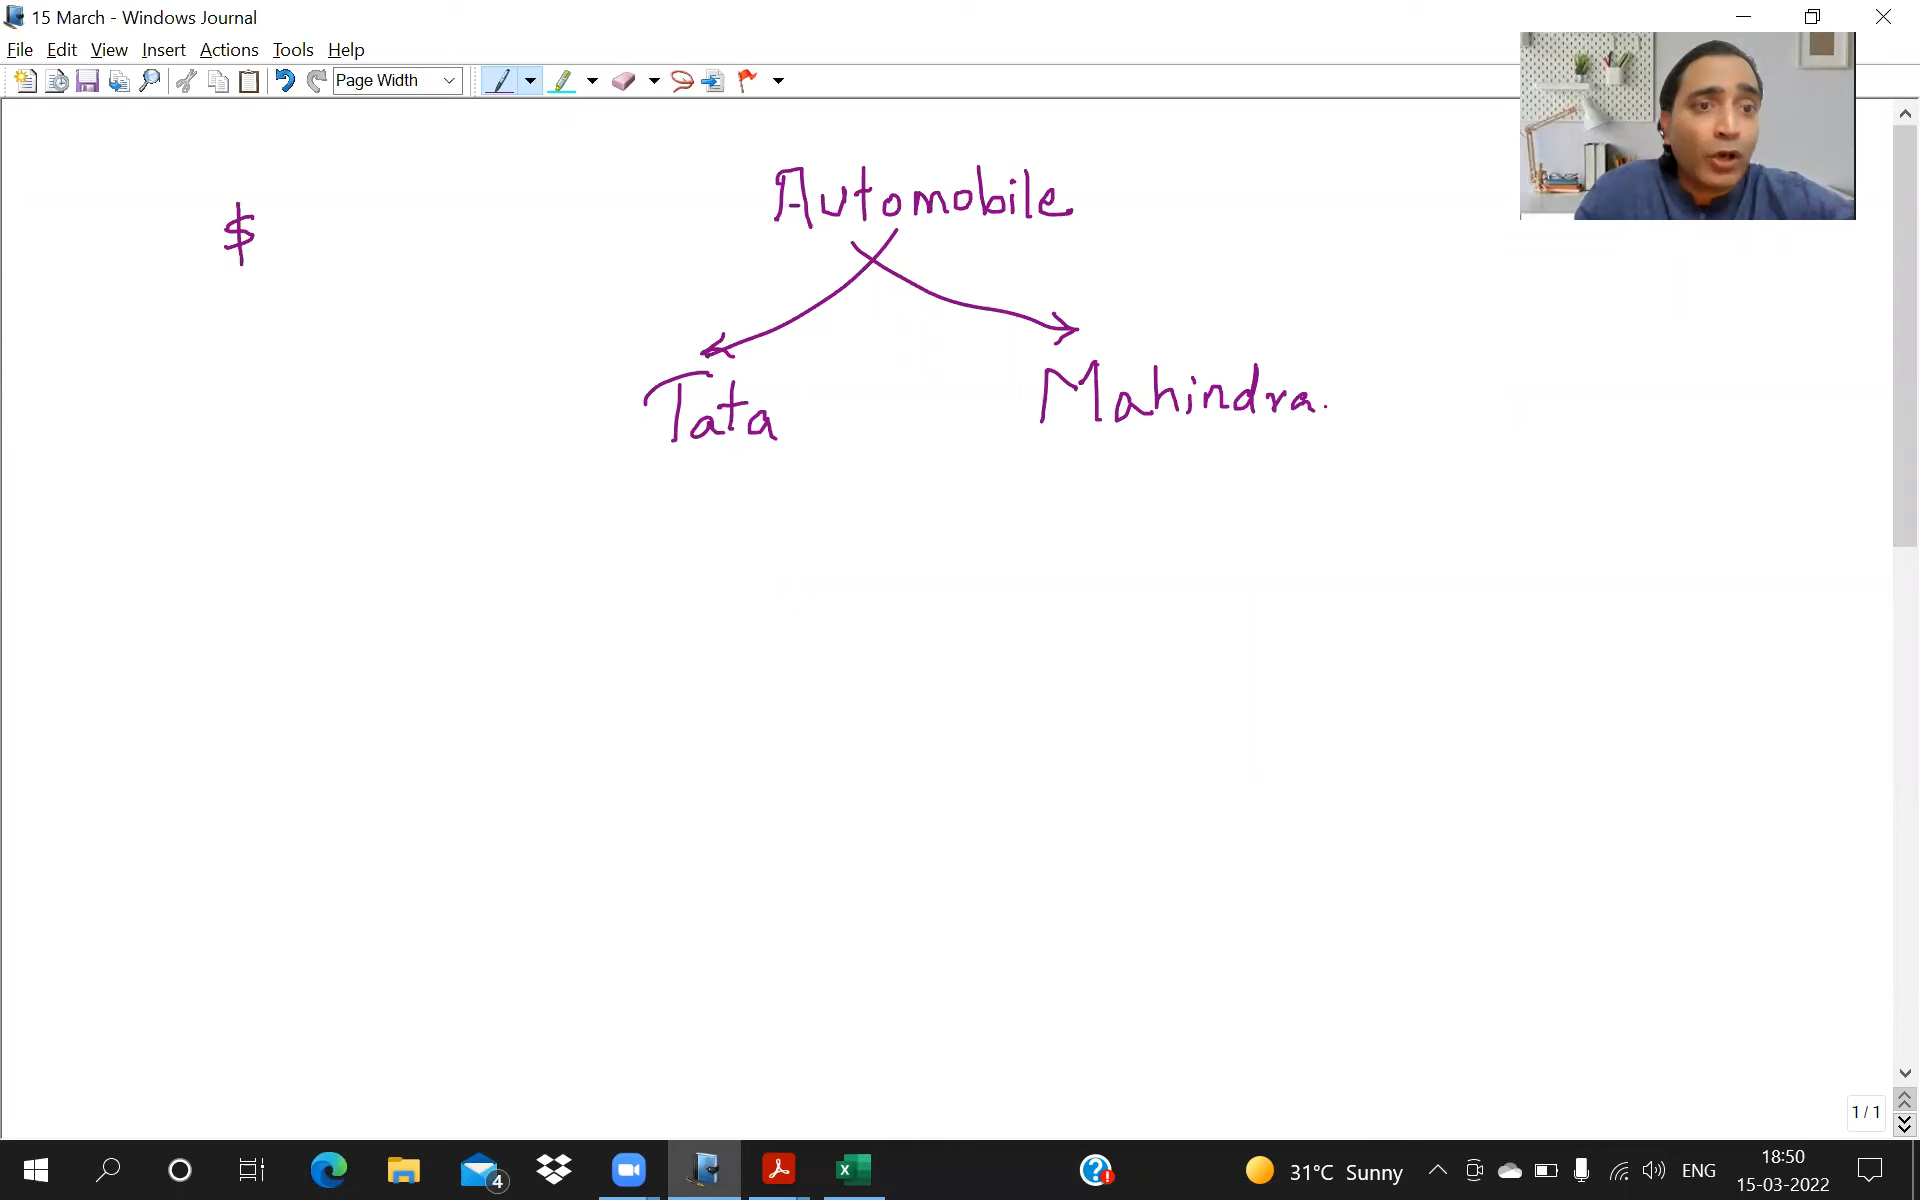 15 March - Windows Journal
File Edit View Insert Actions Tools Help
Page Width
$
Automobile
Tata
Mahindra.
1 / 1
4
31°C Sunny
ENG
18:50
15-03-2022